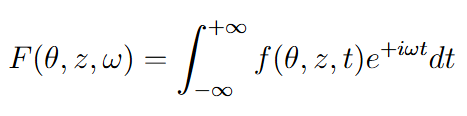 F(θ, z, ω) = ∫_{−∞}^{+∞} f(θ, z, t)e^{+iωt}dt